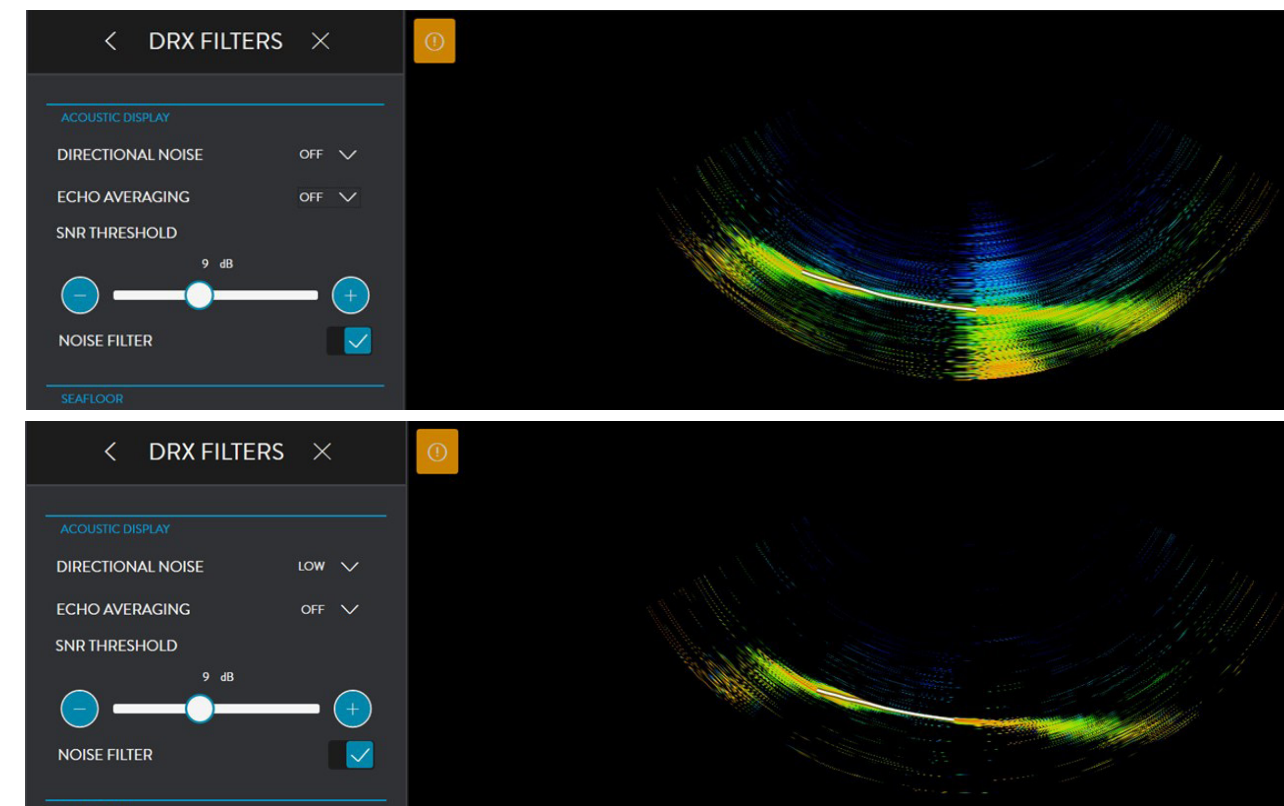 DRX FILTERS
ACOUSTIC DISPLAY
DIRECTIONAL NOISE OFF
ECHO AVERAGING OFF
SNR THRESHOLD
9 dB
NOISE FILTER
SEAFLOOR
DRX FILTERS
ACOUSTIC DISPLAY
DIRECTIONAL NOISE LOW
ECHO AVERAGING OFF
SNR THRESHOLD
9 dB
NOISE FILTER